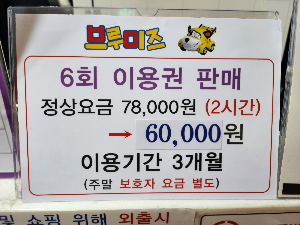 브루미즈
6회 이용권 판매
정상요금 78,000원 (2시간)
→ 60,000원
이용기간 3개월
(주말 보호자 요금 별도)
및 쇼핑 위해 외출시